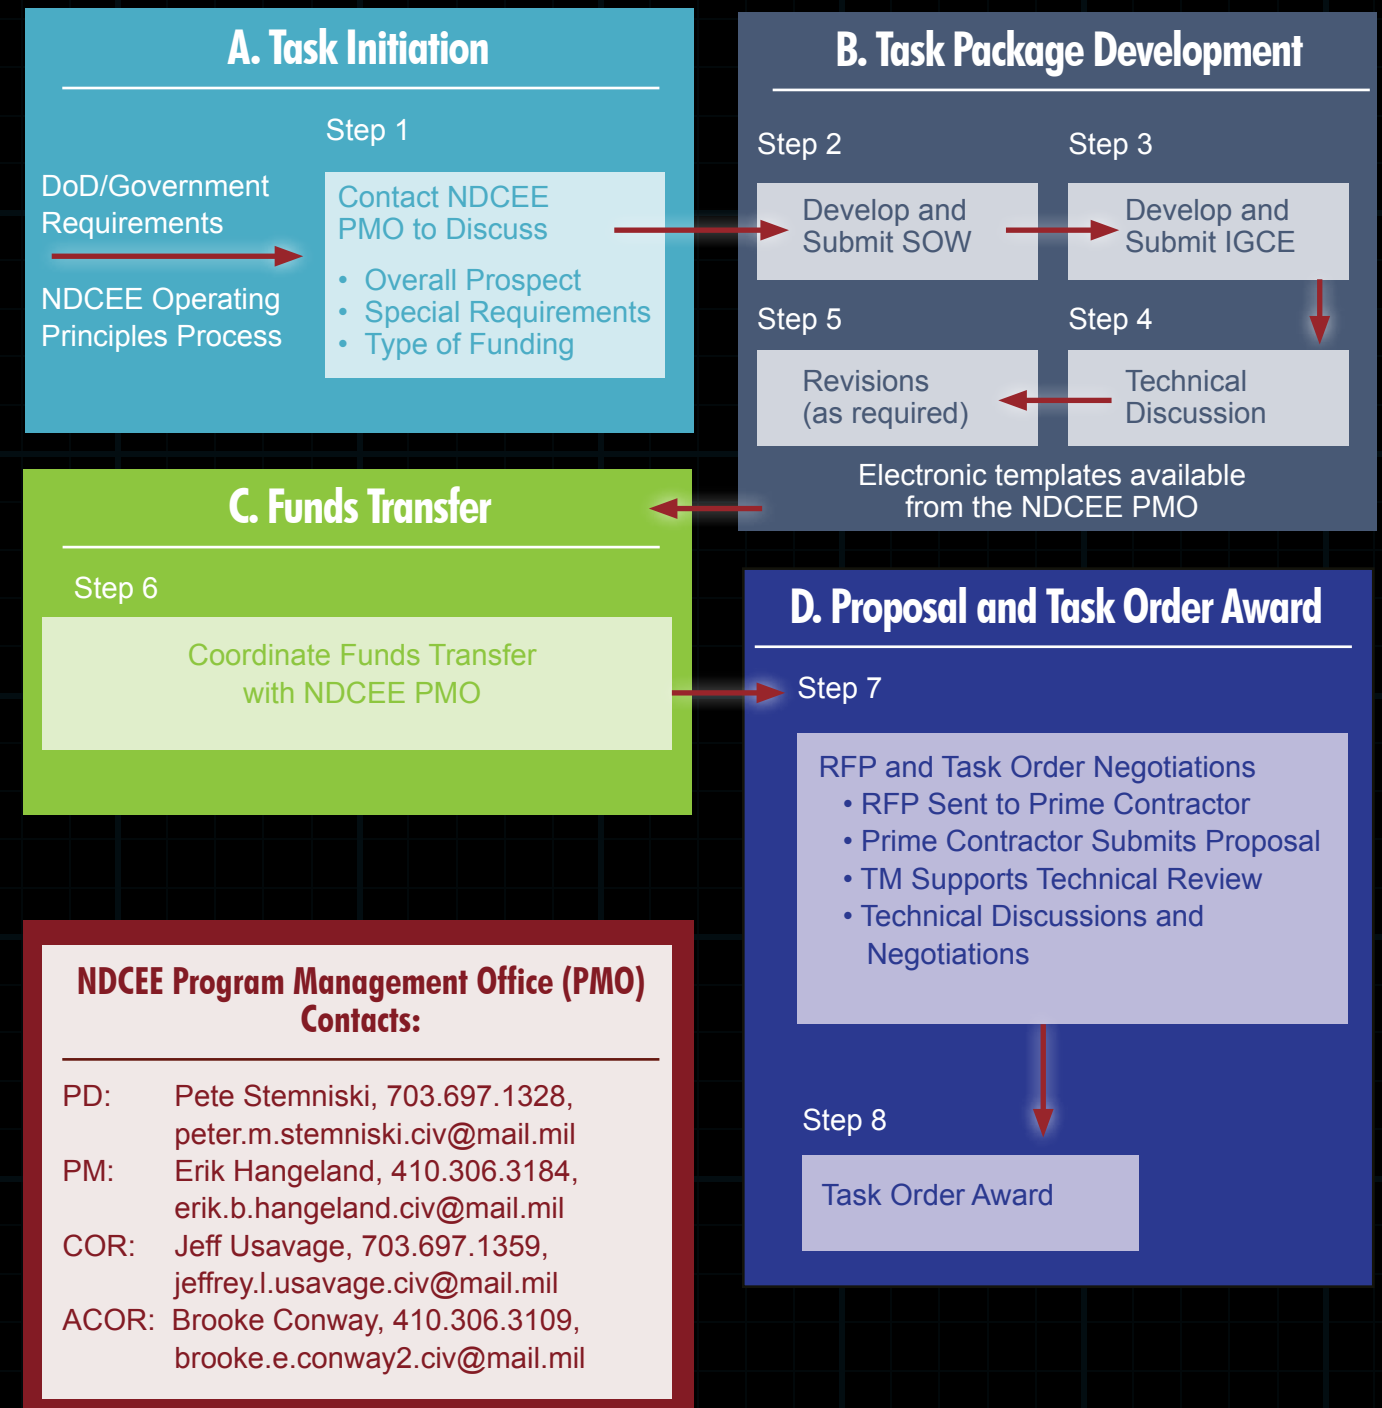 A. Task Initiation
Step 1
DoD/Government
Requirements
NDCEE Operating
Principles Process
Contact NDCEE
PMO to Discuss
• Overall Prospect
• Special Requirements
• Type of Funding
B. Task Package Development
Step 2
Develop and
Submit SOW
Step 3
Develop and
Submit IGCE
Step 4
Technical
Discussion
Step 5
Revisions
(as required)
Electronic templates available
from the NDCEE PMO
C. Funds Transfer
Step 6
Coordinate Funds Transfer
with NDCEE PMO
D. Proposal and Task Order Award
Step 7
RFP and Task Order Negotiations
• RFP Sent to Prime Contractor
• Prime Contractor Submits Proposal
• TM Supports Technical Review
• Technical Discussions and
Negotiations
Step 8
Task Order Award
NDCEE Program Management Office (PMO)
Contacts:
PD: Pete Stemniski, 703.697.1328,
peter.m.stemniski.civ@mail.mil
PM: Erik Hangeland, 410.306.3184,
erik.b.hangeland.civ@mail.mil
COR: Jeff Usavage, 703.697.1359,
jeffrey.l.usavage.civ@mail.mil
ACOR: Brooke Conway, 410.306.3109,
brooke.e.conway2.civ@mail.mil